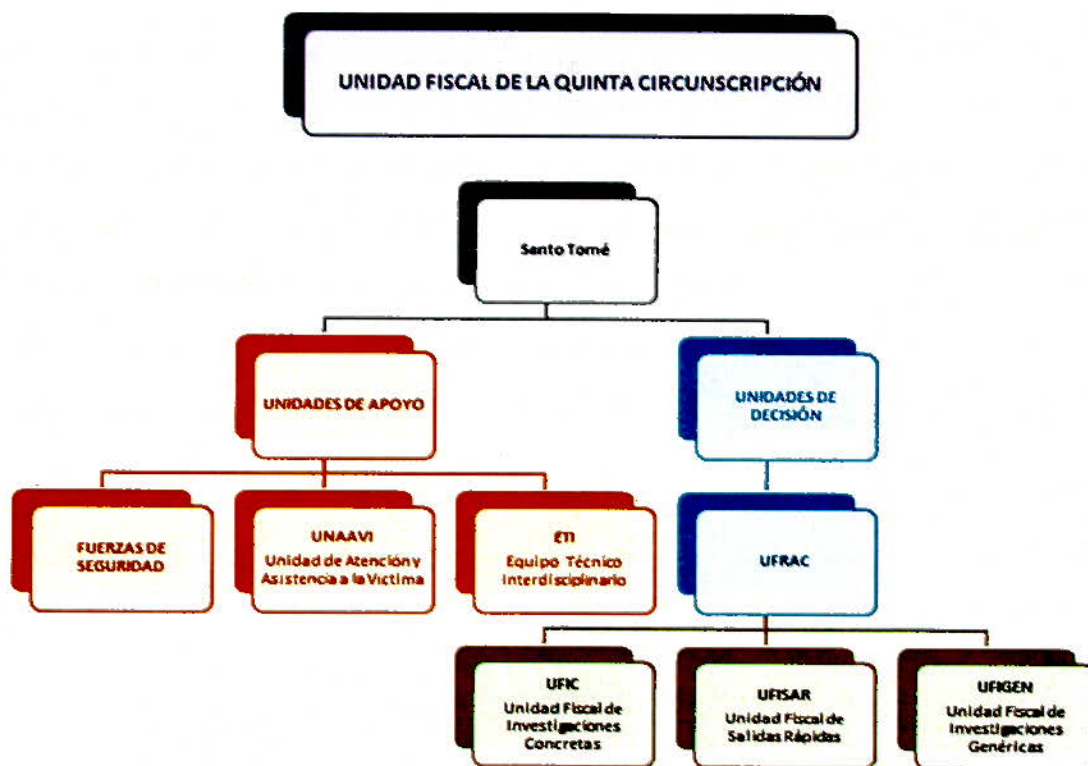 UNIDAD FISCAL DE LA QUINTA CIRCUNSCRIPCIÓN
Santo Tomé
UNIDADES DE APOYO
UNIDADES DE
DECISIÓN
FUERZAS DE
SEGURIDAD
UNAAVI
Unidad de Atención y
Asistencia a la Victima
ETI
Equipo Técnico
Interdisciplinario
UFRAC
UFIC
Unidad Fiscal de
Investigaciones
Concretas
UFISAR
Unidad Fiscal de
Salidas Rápidas
UFIGEN
Unidad Fiscal de
Investigaciones
Genéricas